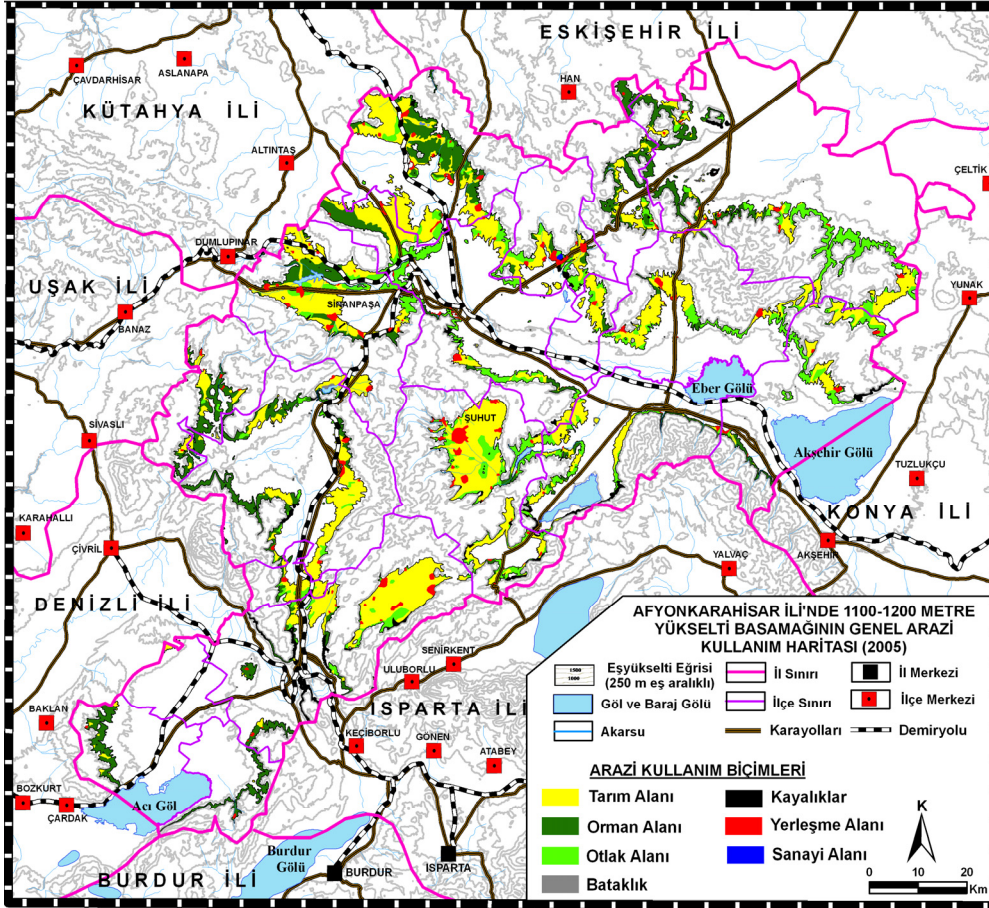 ESKİŞEHİR İLİ
ÇAVDARHİSAR
ASLANAPA
HAN
KÜTAHYA İLİ
ALTINTAŞ
ÇELTİK
DUMLUPINAR
UŞAK İLİ
BANAZ
SİNANPAŞA
YUNAK
Eber Gölü
ŞUHUT
SİVASLI
Akşehir Gölü
TUZLUKÇU
KARAHALLI
KONYA İLİ
ÇİVRİL
AKŞEHİR
YALVAÇ
DENİZLİ İLİ
SENİRKENT
ULUBORLU
BAKLAN
ISPARTA İLİ
KEÇİBORLU
GÖNEN
ATABEY
BOZKURT
ÇARDAK
Acı Göl
Burdur
Gölü
BURDUR
ISPARTA
BURDUR İLİ
AFYONKARAHİSAR İLİ'NDE 1100-1200 METRE
YÜKSELTİ BASAMAĞININ GENEL ARAZİ
KULLANIM HARİTASI (2005)
Eşyükselti Eğrisi
(250 m eş aralıklı)
İl Sınırı
İl Merkezi
Göl ve Baraj Gölü
İlçe Sınırı
İlçe Merkezi
Akarsu
Karayolları
Demiryolu
ARAZİ KULLANIM BİÇİMLERİ
Tarım Alanı
Kayalıklar
Orman Alanı
Yerleşme Alanı
Otlak Alanı
Sanayi Alanı
Bataklık
K
0 10 20
Km